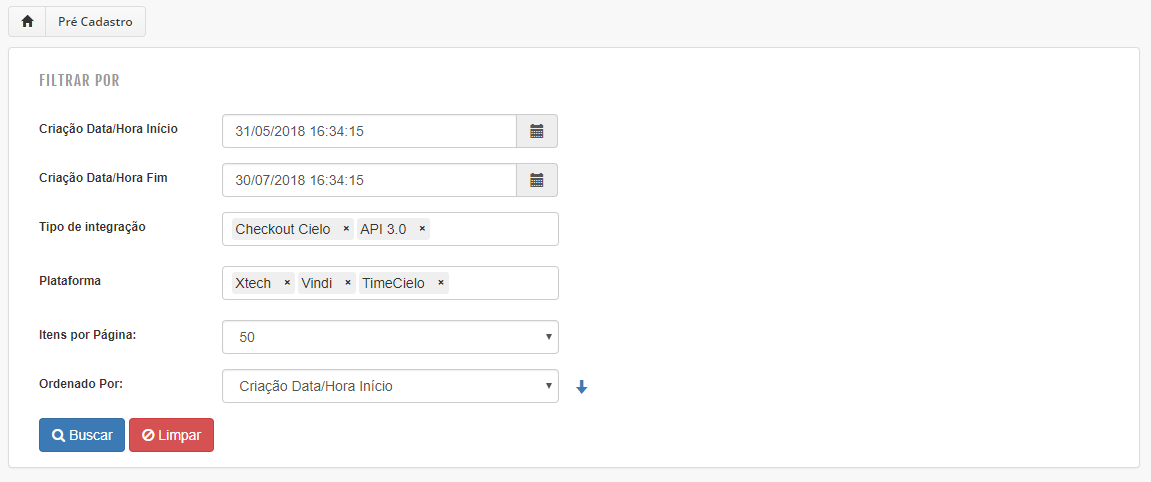 Pré Cadastro
FILTRAR POR
Criação Data/Hora Início 31/05/2018 16:34:15
Criação Data/Hora Fim 30/07/2018 16:34:15
Tipo de integração Checkout Cielo × API 3.0 ×
Plataforma Xtech × Vindi × TimeCielo ×
Itens por Página: 50
Ordenado Por: Criação Data/Hora Início
Buscar Limpar